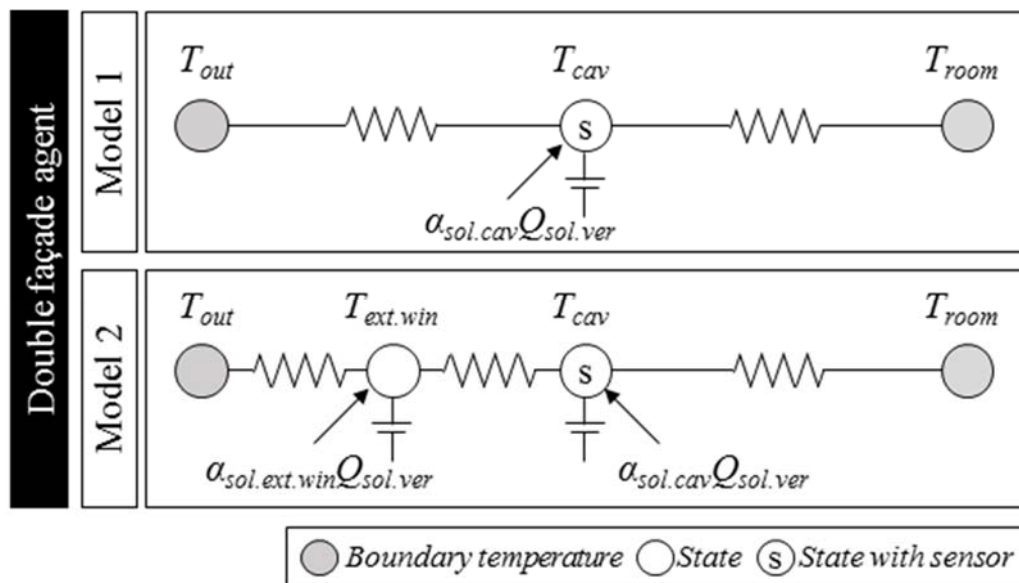 Double façade agent
Model 1
T_out T_cav T_room
s
α_sol.cav Q_sol.ver
Model 2
T_out T_ext.win T_cav T_room
s
α_sol.ext.win Q_sol.ver α_sol.cav Q_sol.ver
Boundary temperature State s State with sensor